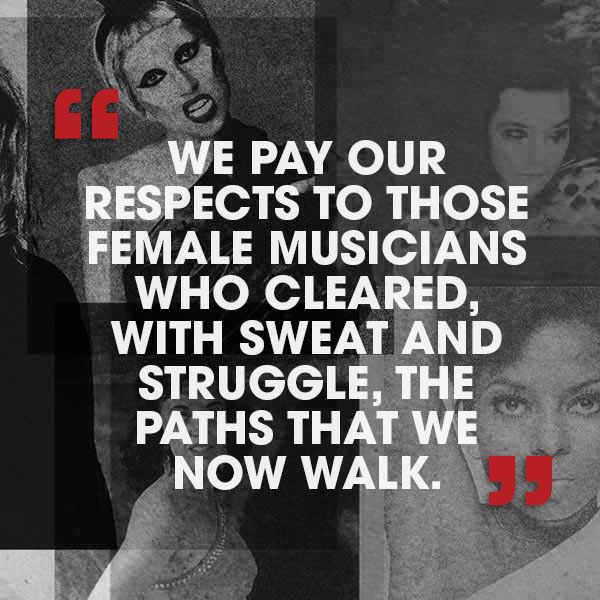 “
WE PAY OUR
RESPECTS TO THOSE
FEMALE MUSICIANS
WHO CLEARED,
WITH SWEAT AND
STRUGGLE, THE
PATHS THAT WE
NOW WALK.
”